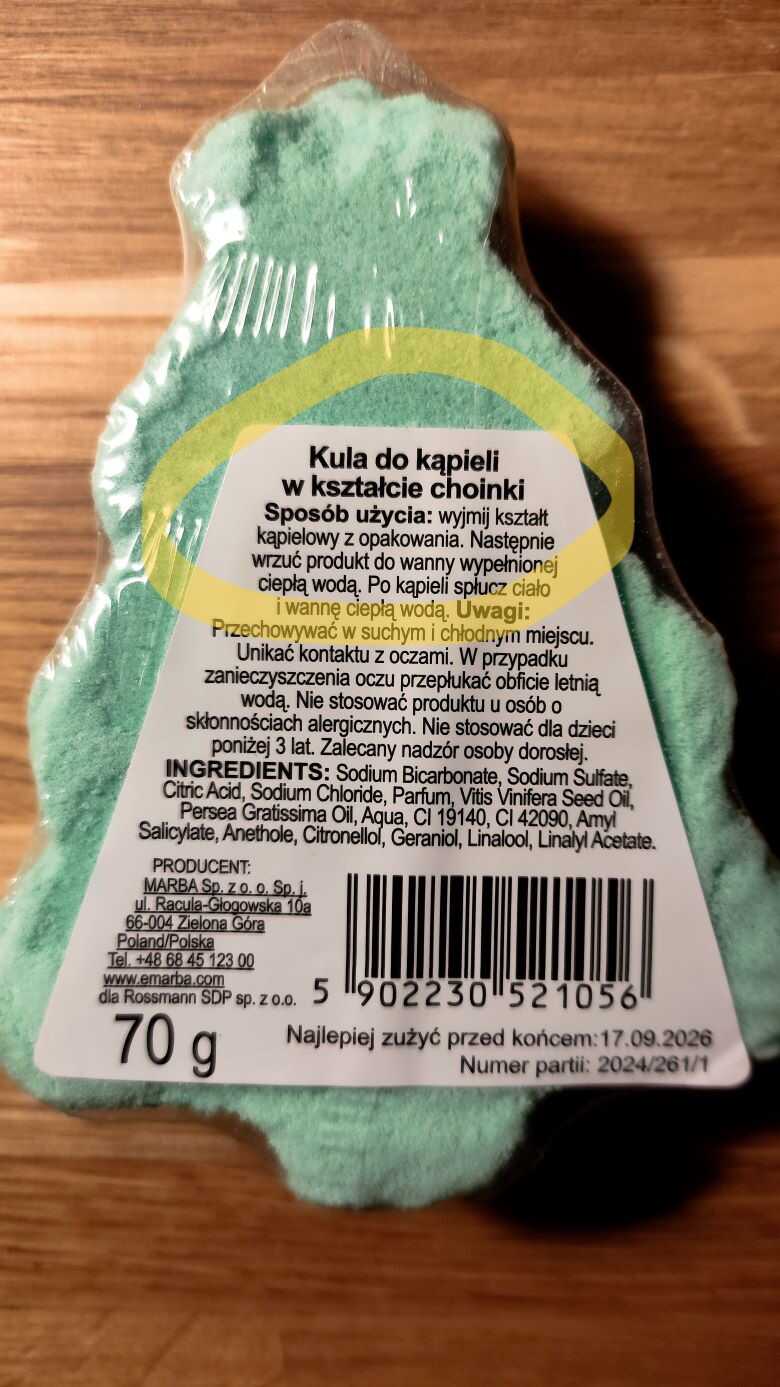 Kula do kąpieli
w kształcie choinki
Sposób użycia: wyjmij kształt
kąpielowy z opakowania. Następnie
wrzuć produkt do wanny wypełnionej
ciepłą wodą. Po kąpieli spłucz ciało
i wannę ciepłą wodą. Uwagi:
Przechowywać w suchym i chłodnym miejscu.
Unikać kontaktu z oczami. W przypadku
zanieczyszczenia oczu przepłukać obficie letnią
wodą. Nie stosować produktu u osób o
skłonnościach alergicznych. Nie stosować dla dzieci
poniżej 3 lat. Zalecany nadzór osoby dorosłej.
INGREDIENTS: Sodium Bicarbonate, Sodium Sulfate,
Citric Acid, Sodium Chloride, Parfum, Vitis Vinifera Seed Oil,
Persea Gratissima Oil, Aqua, CI 19140, CI 42090, Amyl
Salicylate, Anethole, Citronellol, Geraniol, Linalool, Linalyl Acetate.
PRODUCENT:
MARBA Sp. z o. o. Sp. j.
ul. Racula-Głogowska 10a
66-004 Zielona Góra
Poland/Polska
Tel. +48 68 45 123 00
www.emarba.com
dla Rossmann SDP sp. z o.o.
5 902230 521056
70 g
Najlepiej zużyć przed końcem:17.09.2026
Numer partii: 2024/261/1